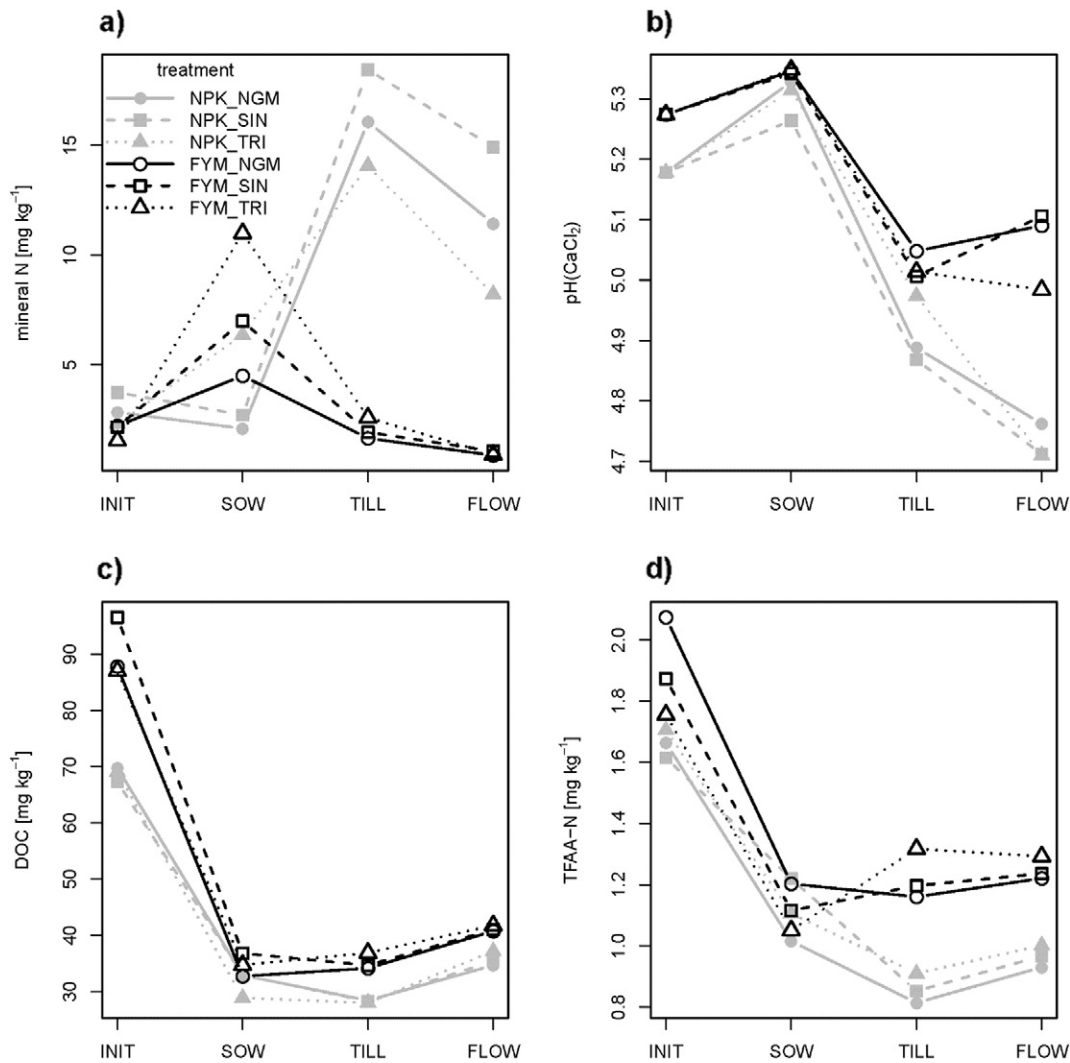 a)
treatment
NPK_NGM
NPK_SIN
NPK_TRI
FYM_NGM
FYM_SIN
FYM_TRI
mineral N [mg kg⁻¹]
15
10
5
INIT SOW TILL FLOW
b)
pH(CaCl₂)
5.3
5.2
5.1
5.0
4.9
4.8
4.7
INIT SOW TILL FLOW
c)
DOC [mg kg⁻¹]
90
80
70
60
50
40
30
INIT SOW TILL FLOW
d)
TFAA−N [mg kg⁻¹]
2.0
1.8
1.6
1.4
1.2
1.0
0.8
INIT SOW TILL FLOW